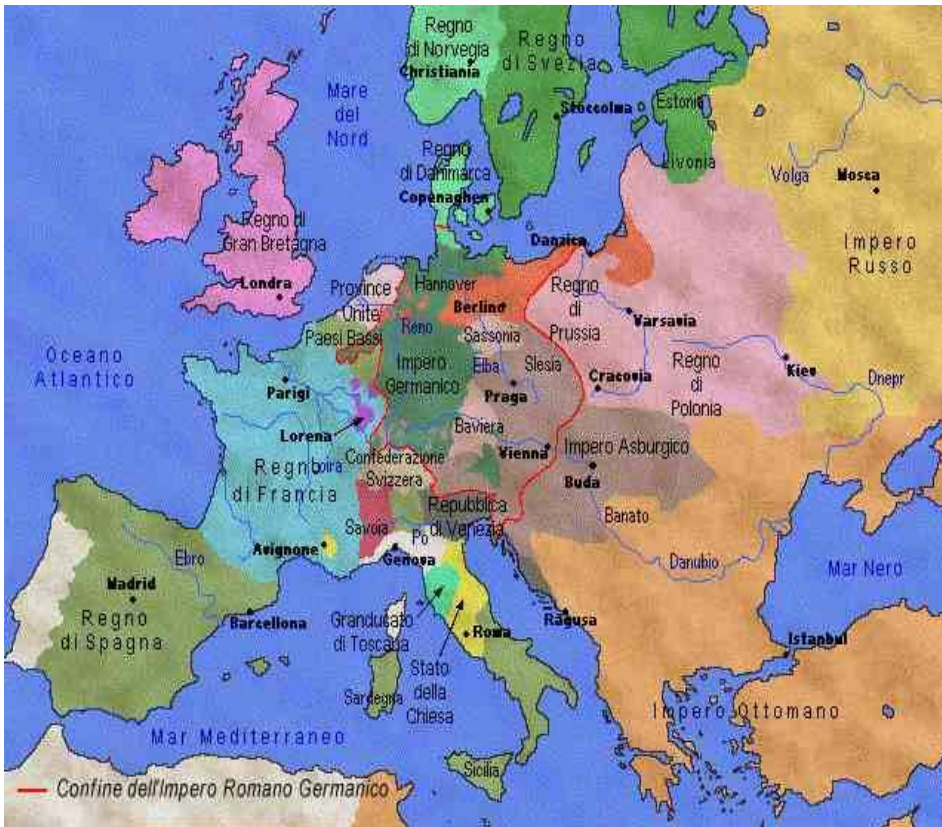 Regno
di Norvegia
Christiania
Regno
di Svezia
Stoccolma
Mare
del
Nord
Estonia
Livonia
Volga
Mosca
Regno
di Danimarca
Copenaghen
Regno di
Gran Bretagna
Londra
Danzica
Impero
Russo
Province
Unite
Paesi Bassi
Hannover
Berlino
Regno
di
Prussia
Varsavia
Reno
Sassonia
Oceano
Atlantico
Impero
Germanico
Elba
Slesia
Parigi
Praga
Cracovia
Regno
di
Polonia
Kiev
Dnepr
Lorena
Baviera
Vienna
Impero Asburgico
Buda
Regno
di Francia
Loira
Confederazione
Svizzera
Repubblica
di Venezia
Banato
Savoia
Po
Avignone
Genova
Ebro
Danubio
Mar Nero
Madrid
Regno
di Spagna
Barcellona
Granducato
di Toscana
Roma
Ragusa
Istanbul
Sardegna
Stato
della
Chiesa
Impero Ottomano
Mar Mediterraneo
Sicilia
Confine dell'Impero Romano Germanico